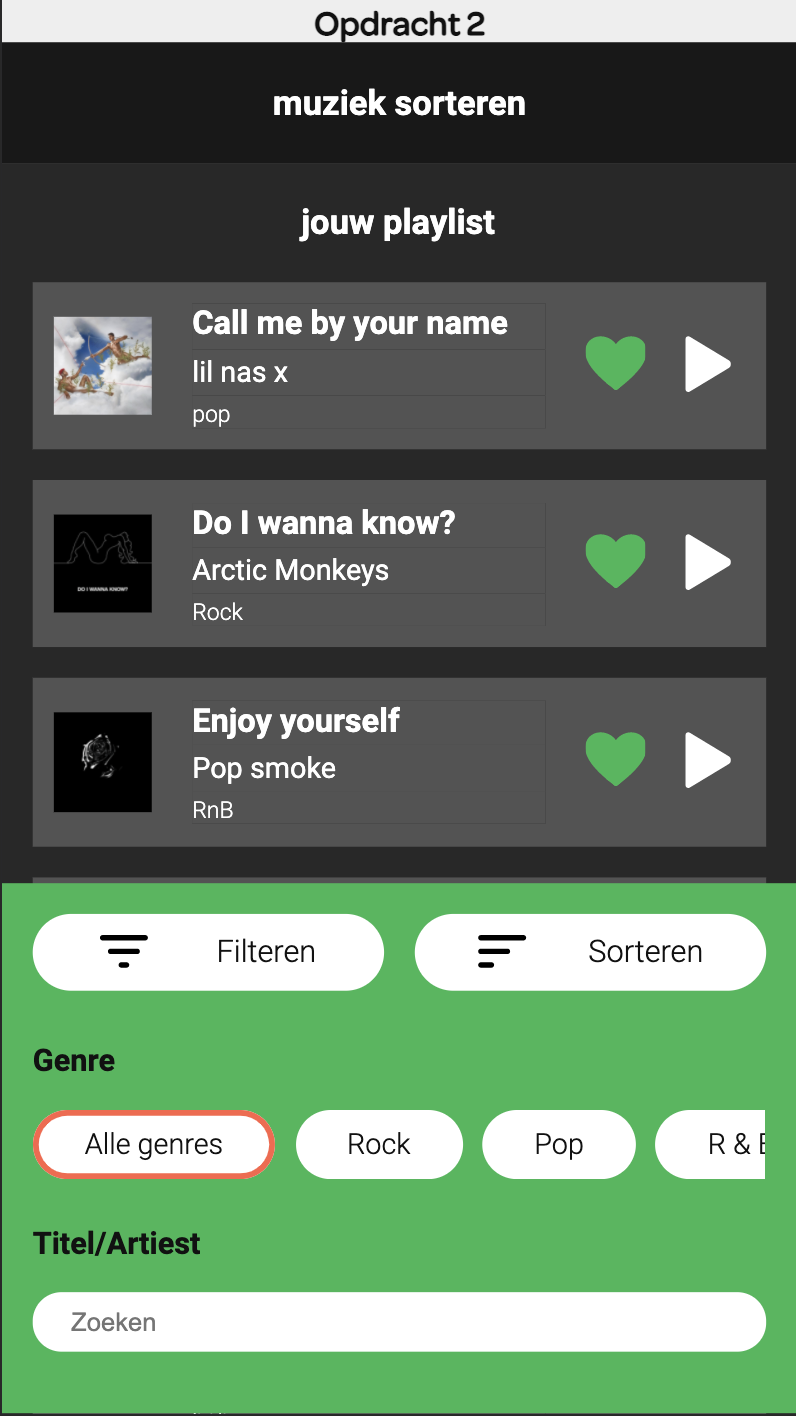 Opdracht 2
muziek sorteren
jouw playlist
Call me by your name
lil nas x
pop
DO I WANNA KNOW?
Do I wanna know?
Arctic Monkeys
Rock
Enjoy yourself
Pop smoke
RnB
Filteren
Sorteren
Genre
Alle genres
Rock
Pop
R &
Titel/Artiest
Zoeken